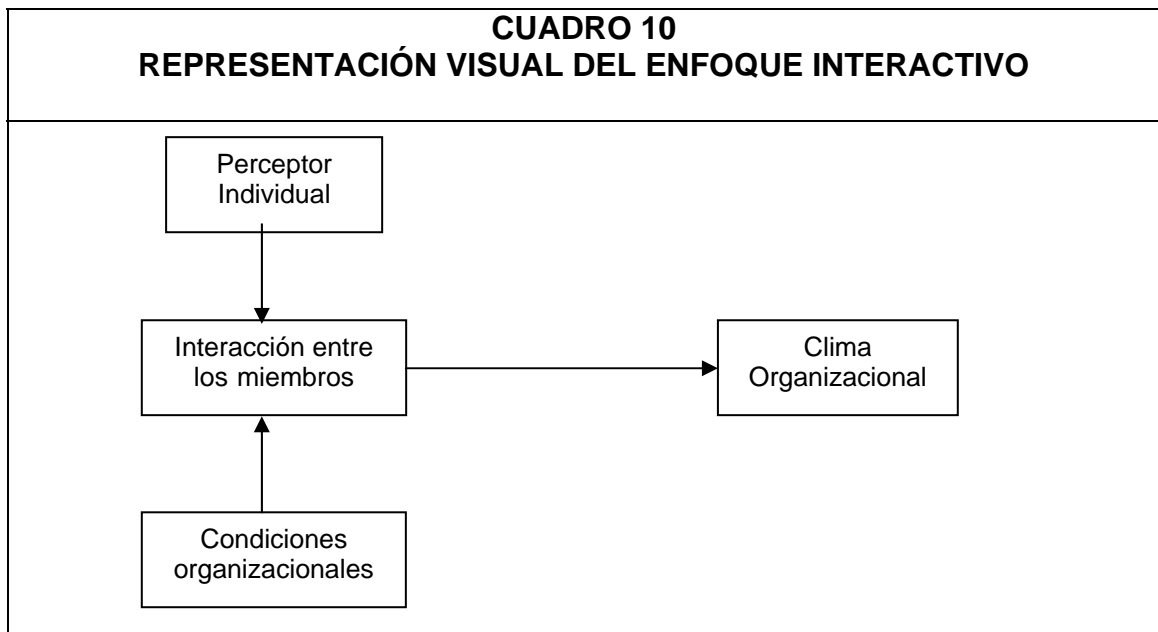 CUADRO 10
REPRESENTACIÓN VISUAL DEL ENFOQUE INTERACTIVO
Perceptor
Individual
Interacción entre
los miembros
Clima
Organizacional
Condiciones
organizacionales